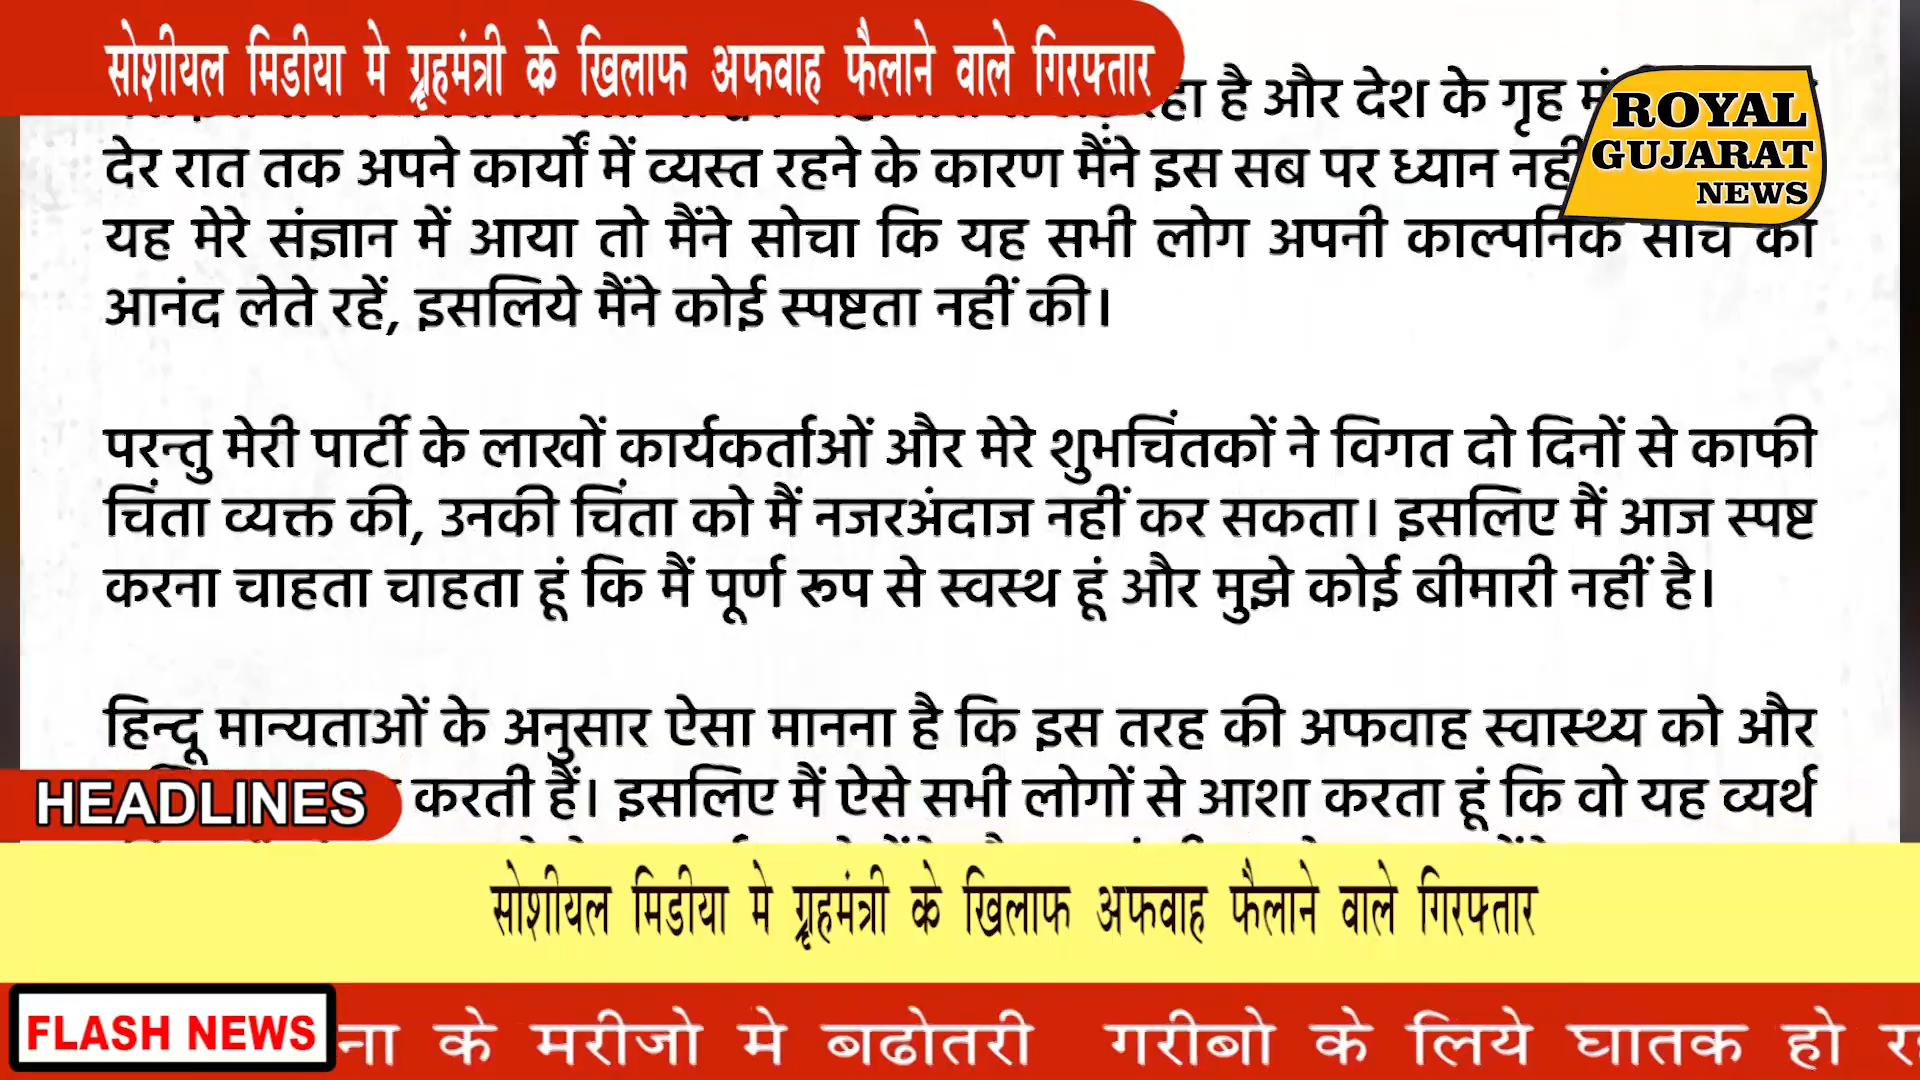 सोशीयल मिडीया मे ग्रृहमंत्री के खिलाफ अफवाह फैलाने वाले गिरफ्तार
रहा है और देश के गृह
ROYAL
GUJARAT
NEWS
देर रात तक अपने कार्यों में व्यस्त रहने के कारण मैंने इस सब पर ध्यान नहीं
यह मेरे संज्ञान में आया तो मैंने सोचा कि यह सभी लोग अपनी काल्पनिक सोच का
आनंद लेते रहें, इसलिये मैंने कोई स्पष्टता नहीं की।
परन्तु मेरी पार्टी के लाखों कार्यकर्ताओं और मेरे शुभचिंतकों ने विगत दो दिनों से काफी
चिंता व्यक्त की, उनकी चिंता को मैं नजरअंदाज नहीं कर सकता। इसलिए मैं आज स्पष्ट
करना चाहता चाहता हूं कि मैं पूर्ण रूप से स्वस्थ हूं और मुझे कोई बीमारी नहीं है।
हिन्दू मान्यताओं के अनुसार ऐसा मानना है कि इस तरह की अफवाह स्वास्थ्य को और
करती हैं। इसलिए मैं ऐसे सभी लोगों से आशा करता हूं कि वो यह व्यर्थ
HEADLINES
सोशीयल मिडीया मे ग्रृहमंत्री के खिलाफ अफवाह फैलाने वाले गिरफ्तार
FLASH NEWS
ना के मरीजो मे बढोतरी गरीबो के लिये घातक हो